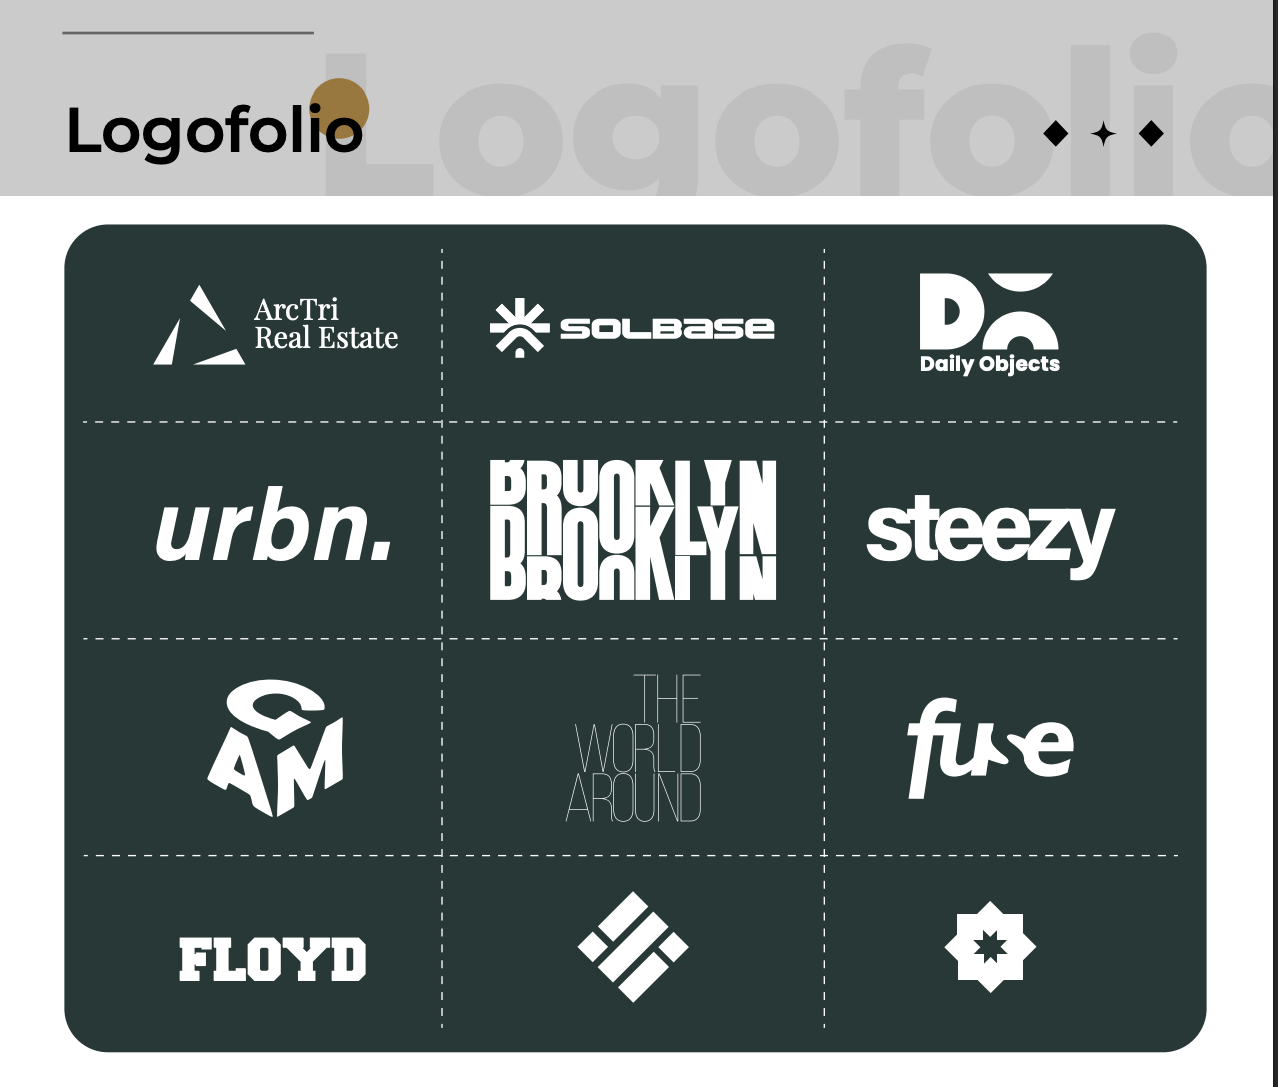 Logofolio
Logofolio
ArcTri
Real Estate
SOLBASE
DO
Daily Objects
urbn.
BROOKLYN
BROOKLYN
BROOKLYN
steezy
CAM
THE
WORLD
AROUND
fuse
FLOYD